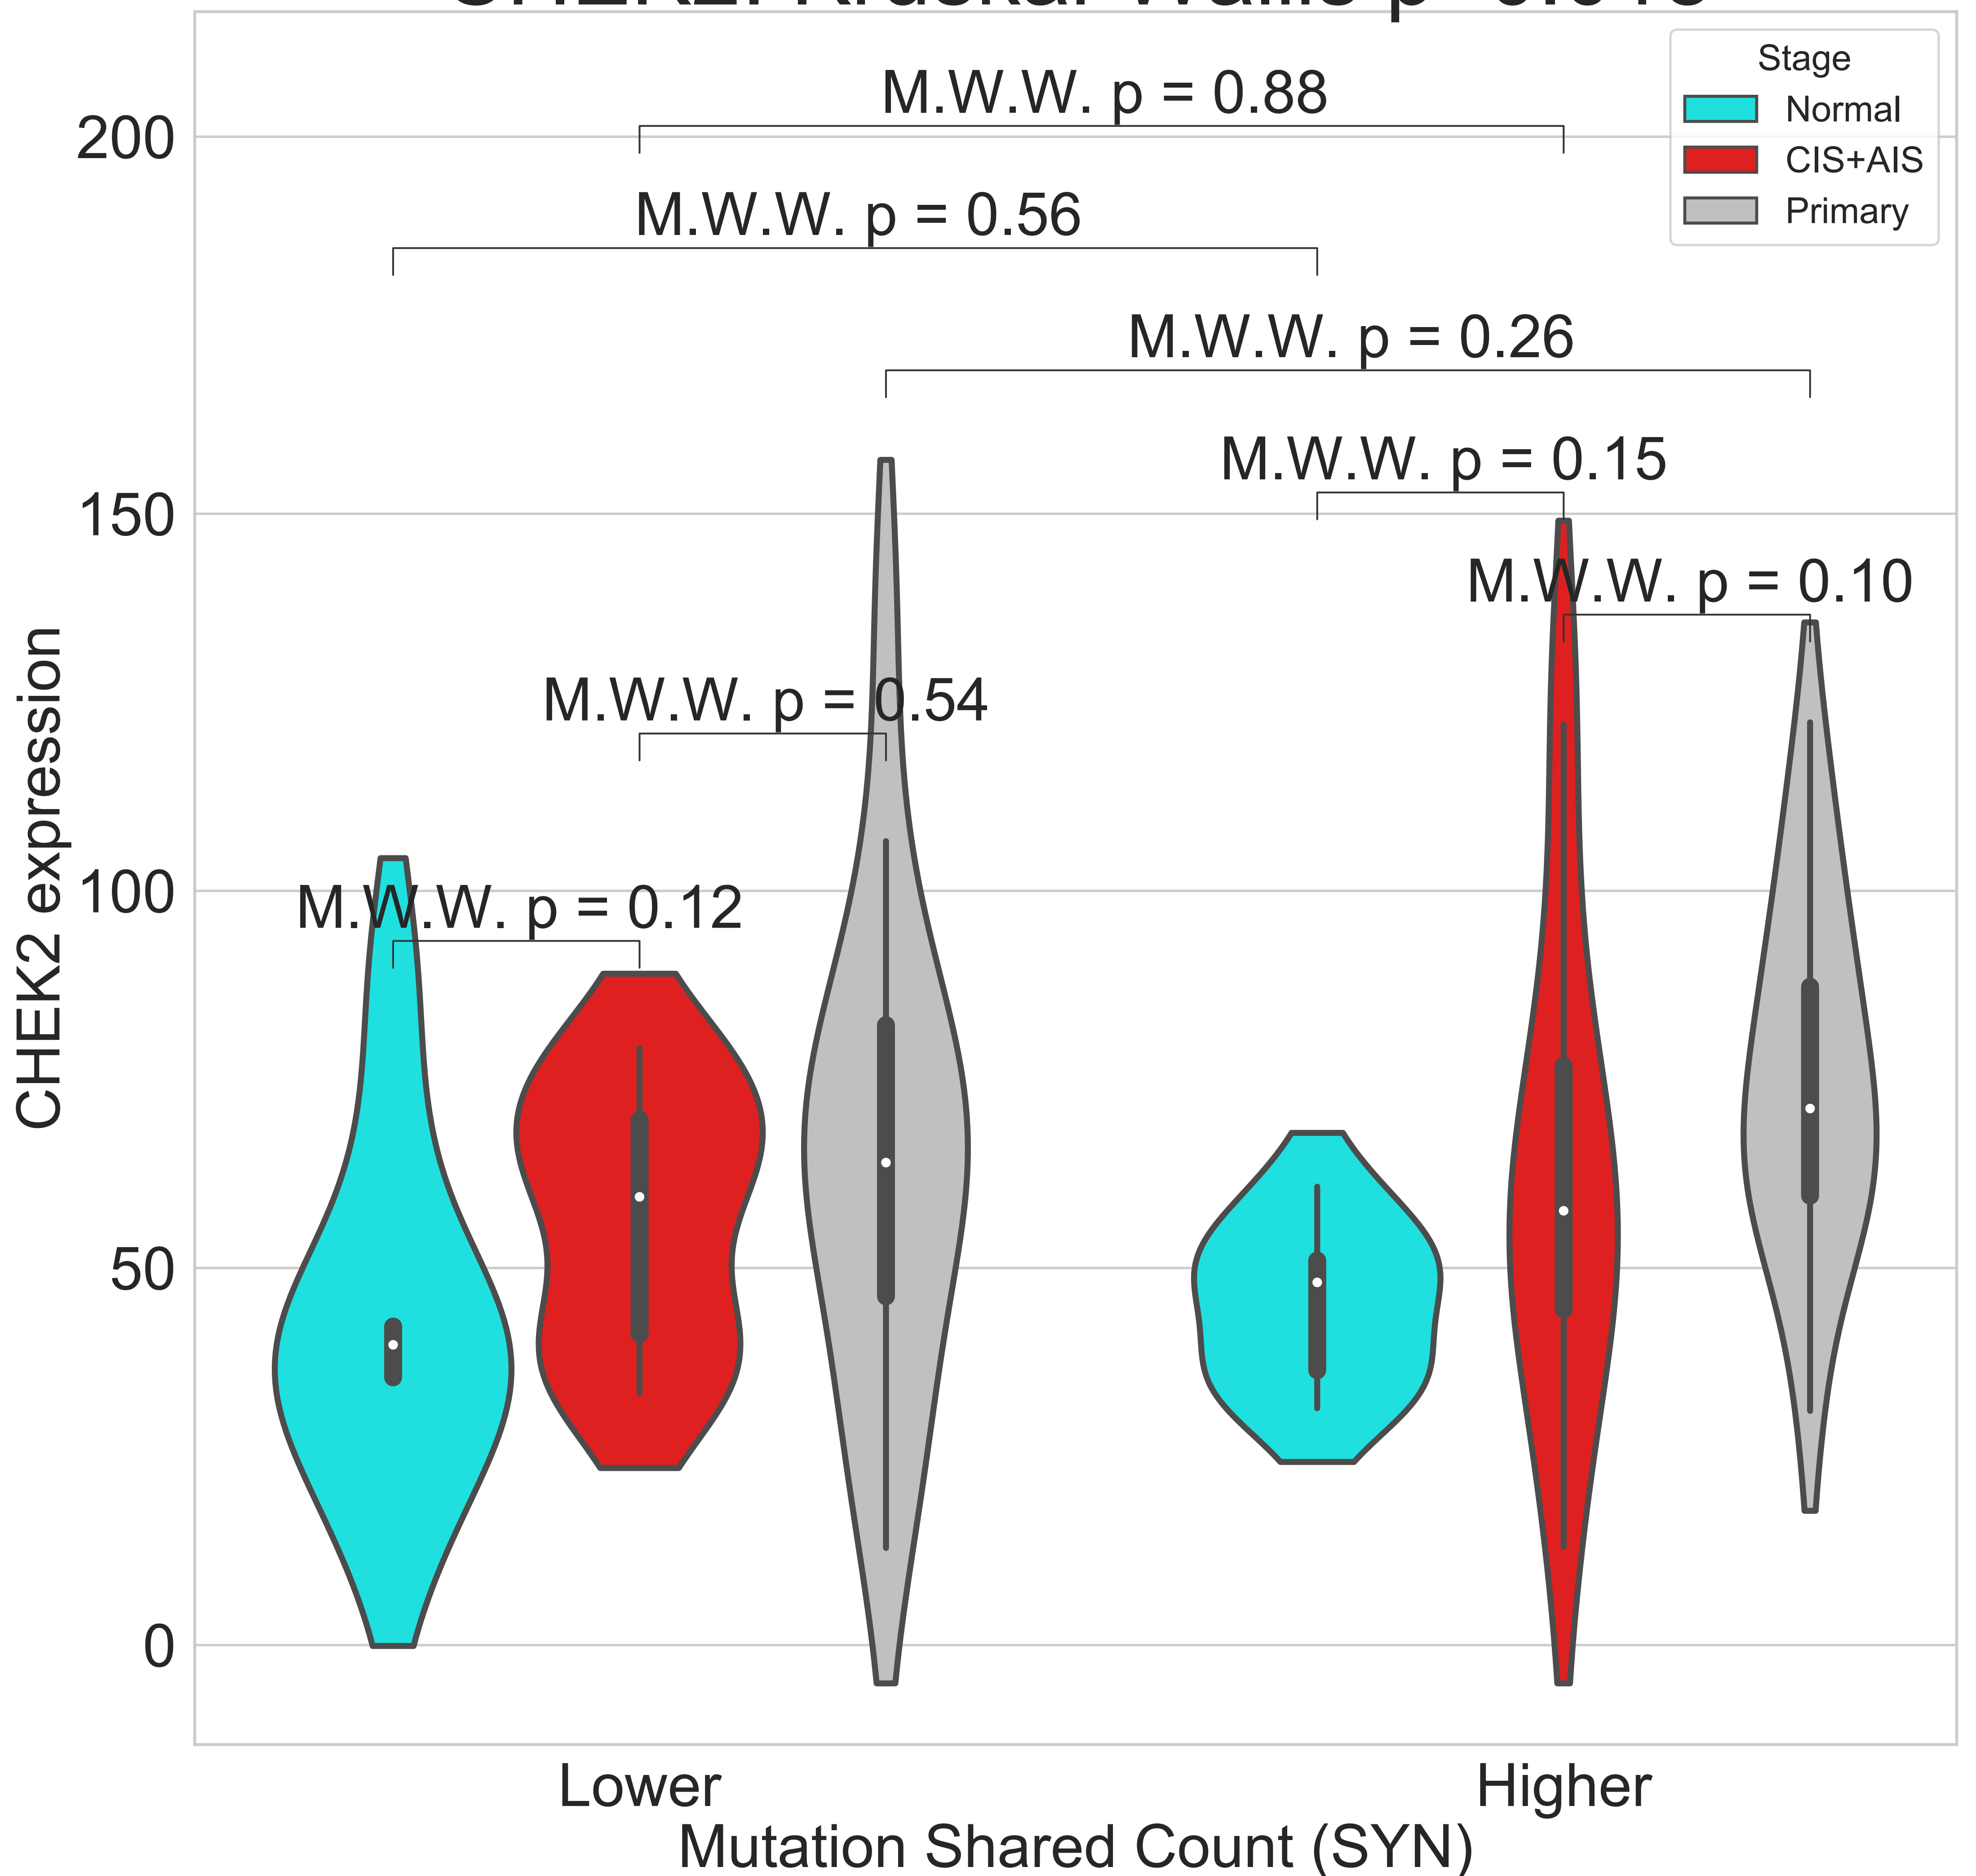 Stage
Normal
CIS+AIS
Primary
M.W.W. p = 0.88
M.W.W. p = 0.56
M.W.W. p = 0.26
M.W.W. p = 0.15
M.W.W. p = 0.10
M.W.W. p = 0.54
M.W.W. p = 0.12
200
150
100
50
0
CHEK2 expression
Lower
Higher
Mutation Shared Count (SYN)